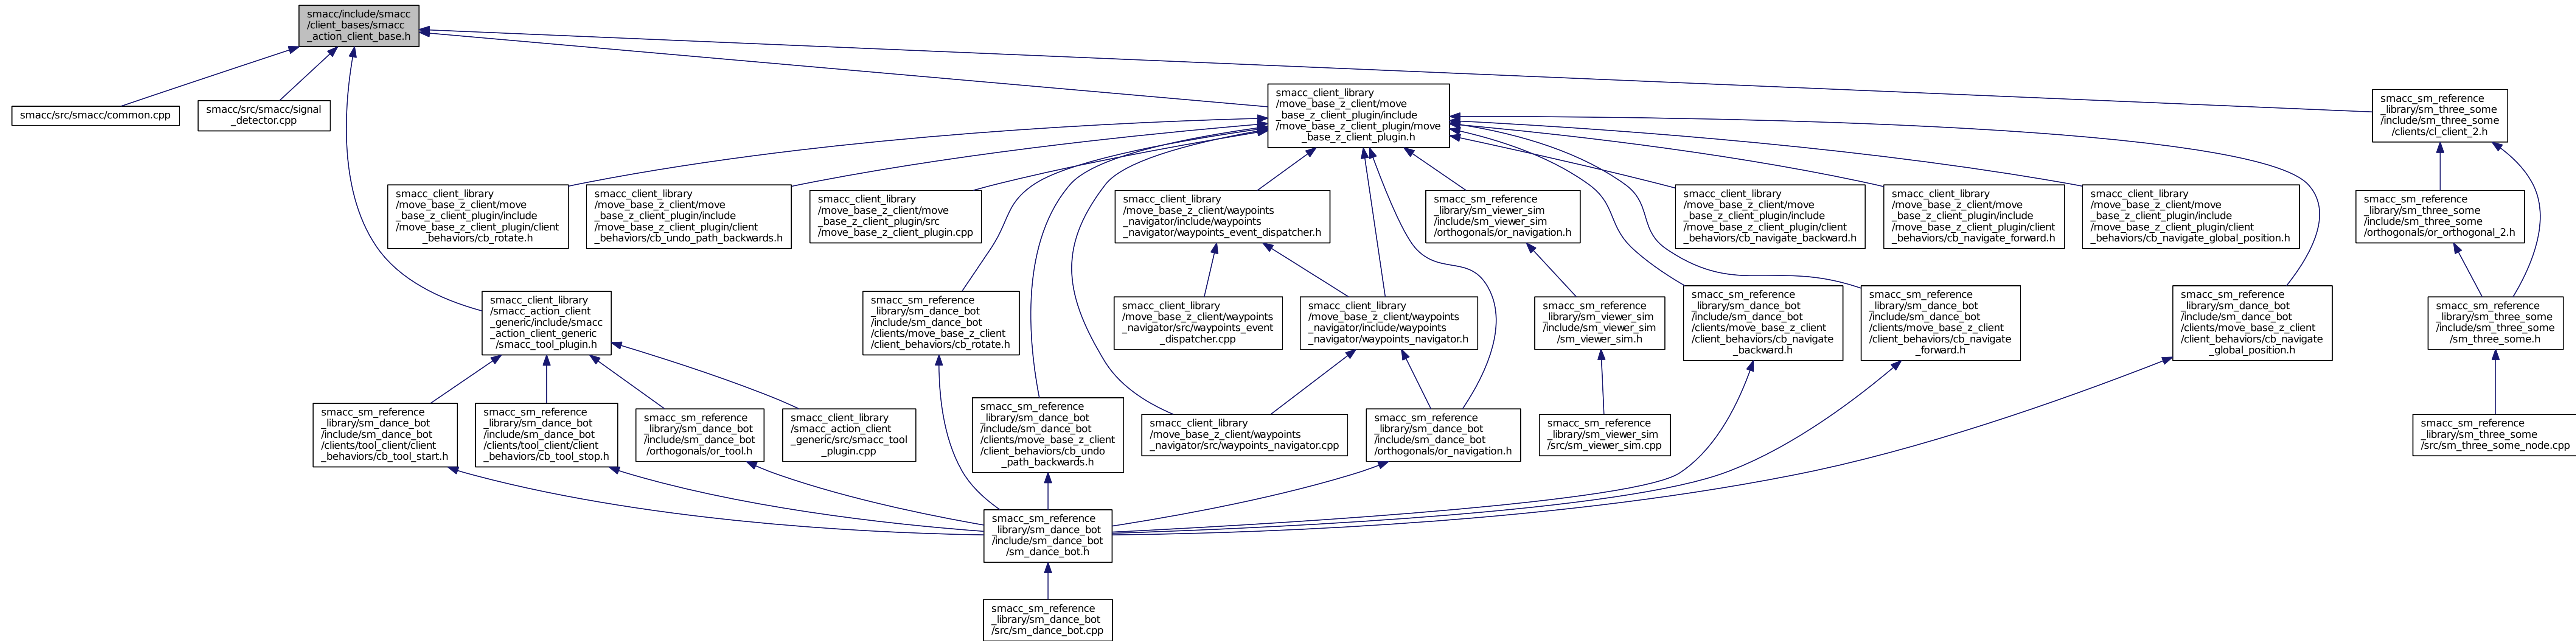 smacc/include/smacc
/client_bases/smacc
_action_client_base.h
smacc/src/smacc/common.cpp
smacc/src/smacc/signal
_detector.cpp
smacc_client_library
/move_base_z_client/move
_base_z_client_plugin/include
/move_base_z_client_plugin/move
_base_z_client_plugin.h
smacc_sm_reference
_library/sm_three_some
/include/sm_three_some
/clients/cl_client_2.h
smacc_client_library
/move_base_z_client/move
_base_z_client_plugin/include
/move_base_z_client_plugin/client
_behaviors/cb_rotate.h
smacc_client_library
/move_base_z_client/move
_base_z_client_plugin/include
/move_base_z_client_plugin/client
_behaviors/cb_undo_path_backwards.h
smacc_client_library
/move_base_z_client/move
_base_z_client_plugin/src
/move_base_z_client_plugin.cpp
smacc_client_library
/move_base_z_client/waypoints
_navigator/include/waypoints
_navigator/waypoints_event_dispatcher.h
smacc_sm_reference
_library/sm_viewer_sim
/include/sm_viewer_sim
/orthogonals/or_navigation.h
smacc_client_library
/move_base_z_client/move
_base_z_client_plugin/include
/move_base_z_client_plugin/client
_behaviors/cb_navigate_backward.h
smacc_client_library
/move_base_z_client/move
_base_z_client_plugin/include
/move_base_z_client_plugin/client
_behaviors/cb_navigate_forward.h
smacc_client_library
/move_base_z_client/move
_base_z_client_plugin/include
/move_base_z_client_plugin/client
_behaviors/cb_navigate_global_position.h
smacc_sm_reference
_library/sm_three_some
/include/sm_three_some
/orthogonals/or_orthogonal_2.h
smacc_client_library
/smacc_action_client
_generic/include/smacc
_action_client_generic
/smacc_tool_plugin.h
smacc_sm_reference
_library/sm_dance_bot
/include/sm_dance_bot
/clients/move_base_z_client
/client_behaviors/cb_rotate.h
smacc_client_library
/move_base_z_client/waypoints
_navigator/src/waypoints_event
_dispatcher.cpp
smacc_client_library
/move_base_z_client/waypoints
_navigator/include/waypoints
_navigator/waypoints_navigator.h
smacc_sm_reference
_library/sm_viewer_sim
/include/sm_viewer_sim
/sm_viewer_sim.h
smacc_sm_reference
_library/sm_dance_bot
/include/sm_dance_bot
/clients/move_base_z_client
/client_behaviors/cb_navigate
_backward.h
smacc_sm_reference
_library/sm_dance_bot
/include/sm_dance_bot
/clients/move_base_z_client
/client_behaviors/cb_navigate
_forward.h
smacc_sm_reference
_library/sm_dance_bot
/include/sm_dance_bot
/clients/move_base_z_client
/client_behaviors/cb_navigate
_global_position.h
smacc_sm_reference
_library/sm_three_some
/include/sm_three_some
/sm_three_some.h
smacc_sm_reference
_library/sm_dance_bot
/include/sm_dance_bot
/clients/tool_client/client
_behaviors/cb_tool_start.h
smacc_sm_reference
_library/sm_dance_bot
/include/sm_dance_bot
/clients/tool_client/client
_behaviors/cb_tool_stop.h
smacc_sm_reference
_library/sm_dance_bot
/include/sm_dance_bot
/orthogonals/or_tool.h
smacc_client_library
/smacc_action_client
_generic/src/smacc_tool
_plugin.cpp
smacc_sm_reference
_library/sm_dance_bot
/include/sm_dance_bot
/clients/move_base_z_client
/client_behaviors/cb_undo
_path_backwards.h
smacc_client_library
/move_base_z_client/waypoints
_navigator/src/waypoints_navigator.cpp
smacc_sm_reference
_library/sm_dance_bot
/include/sm_dance_bot
/orthogonals/or_navigation.h
smacc_sm_reference
_library/sm_viewer_sim
/src/sm_viewer_sim.cpp
smacc_sm_reference
_library/sm_three_some
/src/sm_three_some_node.cpp
smacc_sm_reference
_library/sm_dance_bot
/include/sm_dance_bot
/sm_dance_bot.h
smacc_sm_reference
_library/sm_dance_bot
/src/sm_dance_bot.cpp